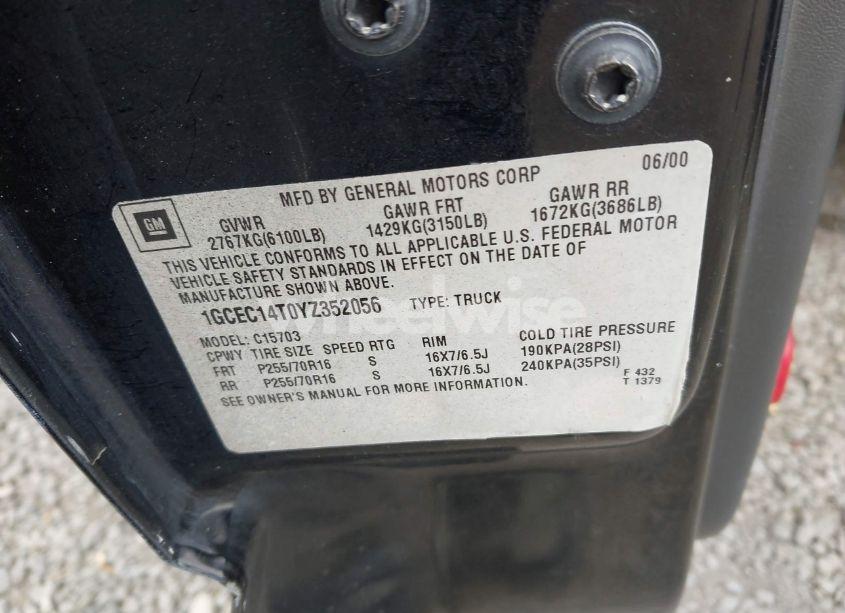 06/00
MFD BY GENERAL MOTORS CORP
GM
GVWR GAWR FRT GAWR RR
2767KG(6100LB) 1429KG(3150LB) 1672KG(3686LB)
THIS VEHICLE CONFORMS TO ALL APPLICABLE U.S. FEDERAL MOTOR
VEHICLE SAFETY STANDARDS IN EFFECT ON THE DATE OF
MANUFACTURE SHOWN ABOVE.
1GCEC14T0YZ352056 TYPE: TRUCK
MODEL: C15703
CPWY TIRE SIZE SPEED RTG RIM COLD TIRE PRESSURE
FRT P255/70R16 S 16X7/6.5J 190KPA(28PSI)
RR P255/70R16 S 16X7/6.5J 240KPA(35PSI)
SEE OWNER'S MANUAL FOR MORE INFORMATION.
F 432
T 1379
wheelwise